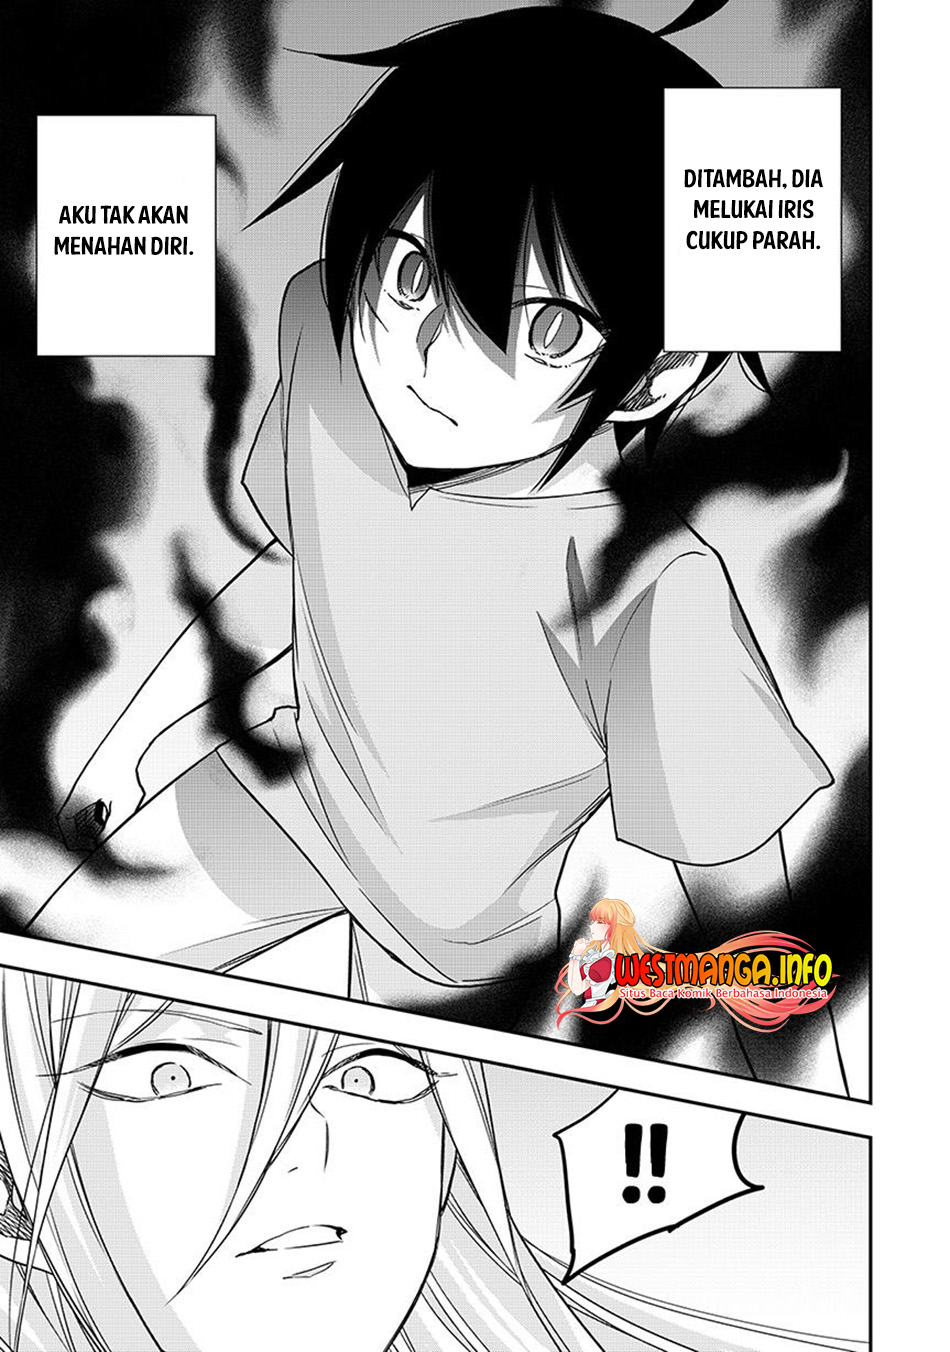 DITAMBAH, DIA
MELUKAI IRIS
CUKUP PARAH.
AKU TAK AKAN
MENAHAN DIRI.
WESTMANGA.INFO
Situs Baca Komik Berbahasa Indonesia
!!